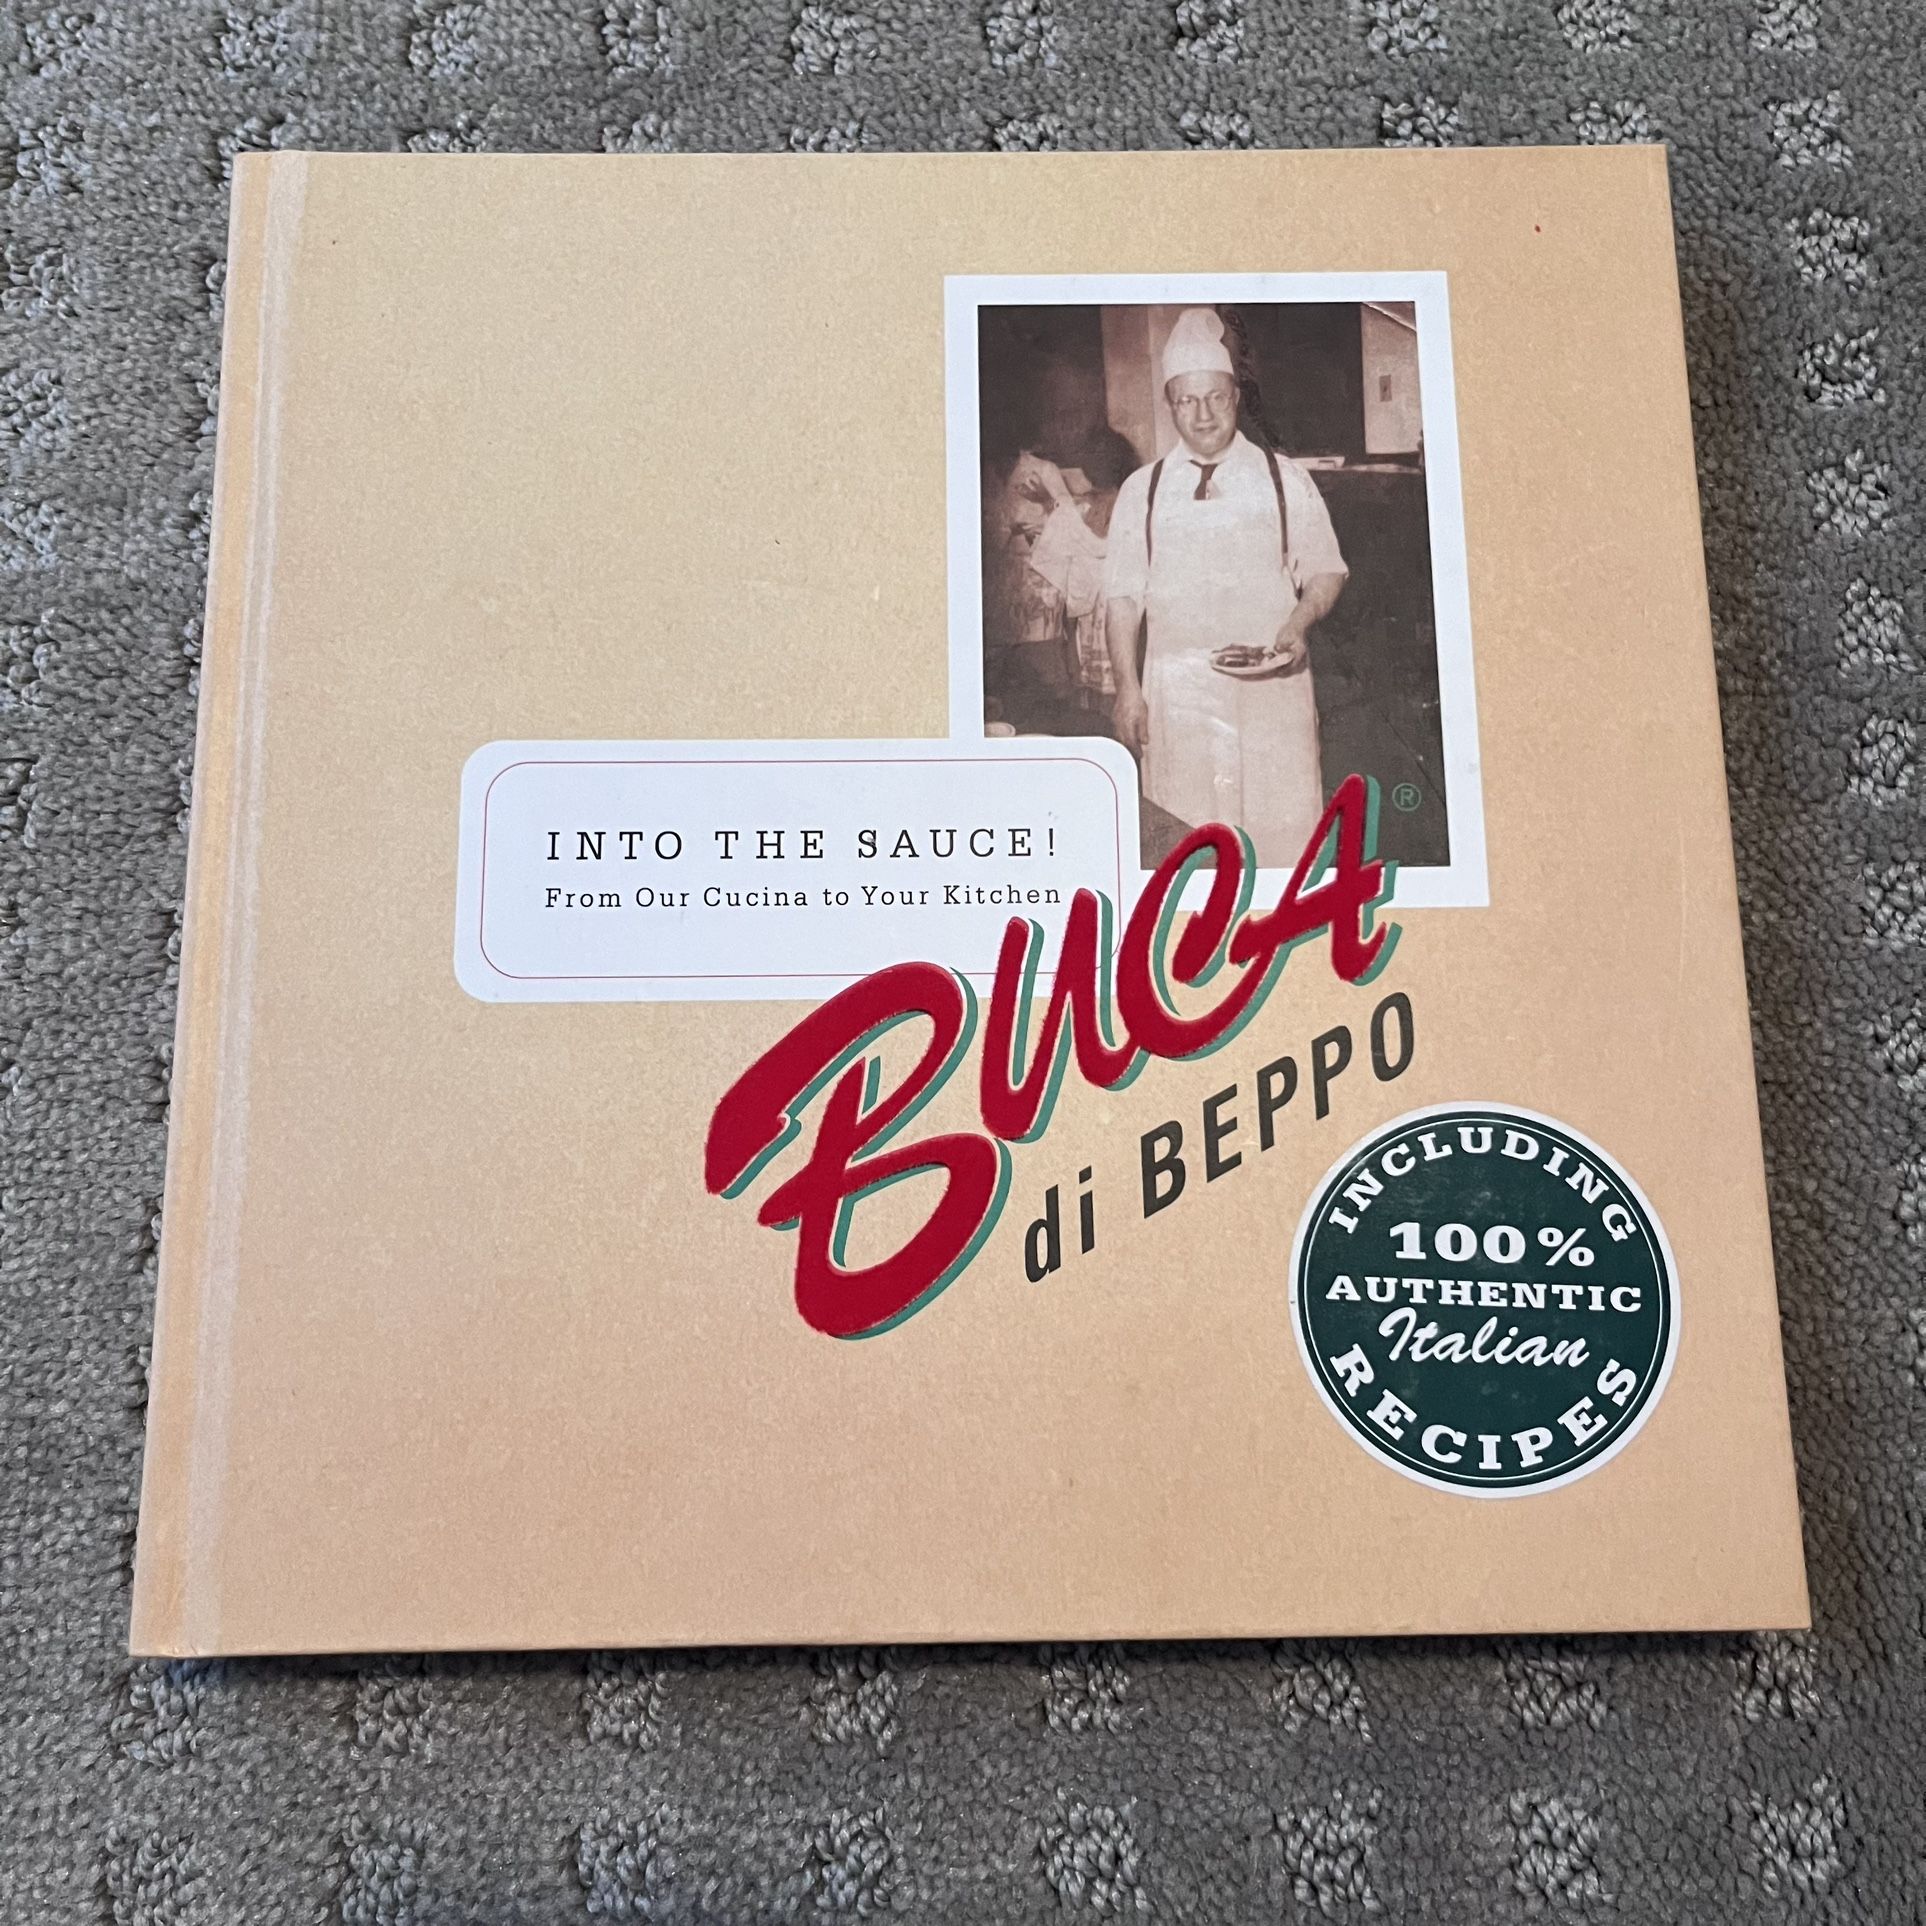 INTO THE SAUCE!
From Our Cucina to Your Kitchen
BUCA ®
di BEPPO
INCLUDING
100%
AUTHENTIC
Italian
RECIPES